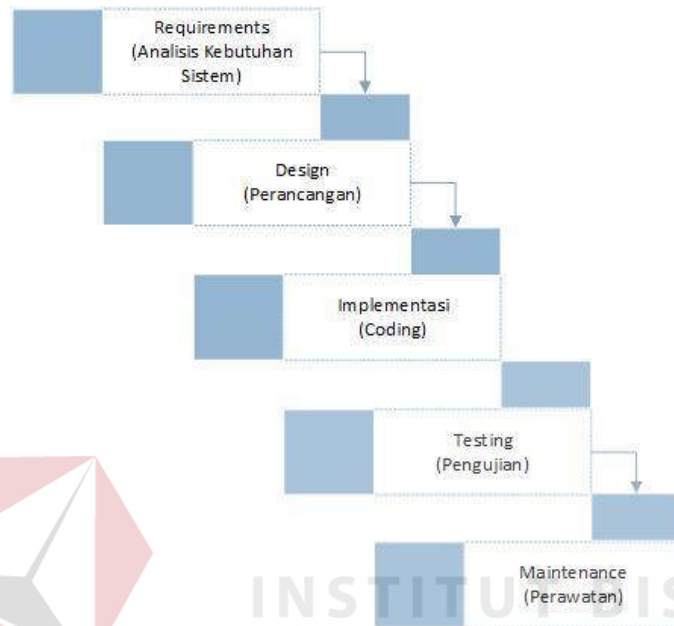 Requirements
(Analisis Kebutuhan
Sistem)
Design
(Perancangan)
Implementasi
(Coding)
Testing
(Pengujian)
Maintenance
(Perawatan)
INSTITUT BIS